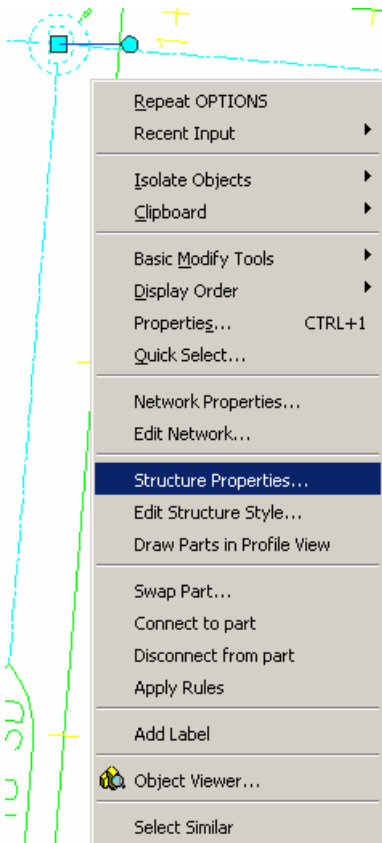 Repeat OPTIONS
Recent Input
Isolate Objects
Clipboard
Basic Modify Tools
Display Order
Properties... CTRL+1
Quick Select...
Network Properties...
Edit Network...
Structure Properties...
Edit Structure Style...
Draw Parts in Profile View
Swap Part...
Connect to part
Disconnect from part
Apply Rules
Add Label
Object Viewer...
Select Similar
SD